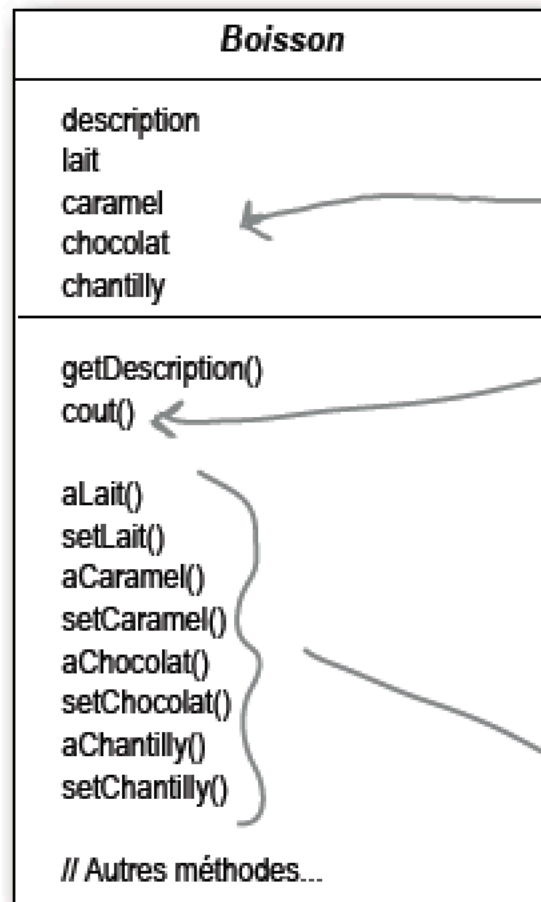 Boisson
description
lait
caramel
chocolat
chantilly
getDescription()
cout()
aLait()
setLait()
aCaramel()
setCaramel()
aChocolat()
setChocolat()
aChantilly()
setChantilly()
// Autres méthodes...